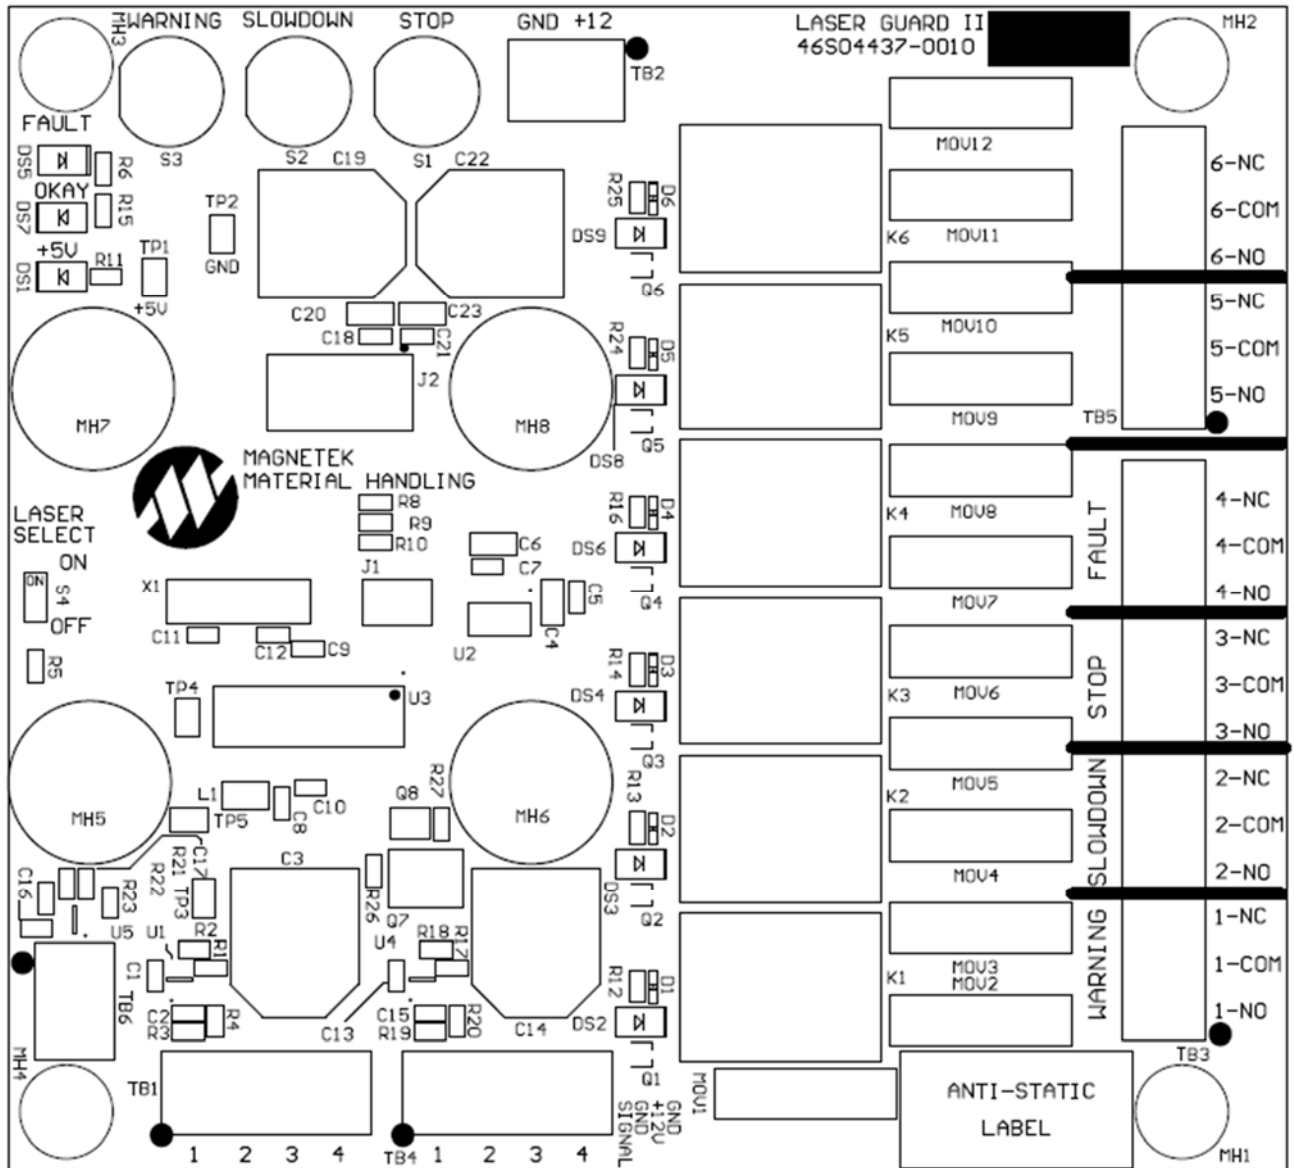 WARNING SLOWDOWN STOP GND +12 LASER GUARD II
46S04437-0010
MH3 TB2 MH2
FAULT MOV12
S3 S2 C19 S1 C22
DS5 R6
OKAY
DS7 R15 TP2 R25 D6
6-NC
6-COM
DS9 K6 MOV11
+5V TP1
DS1 R11 GND 6-NO
Q6
+5V C20 C23 5-NC
C18 C21 R24 D5 K5 MOV10
5-COM
J2
5-NO
MH7 MH8 MOV9 TB5
Q5
DS8
MAGNETEK
MATERIAL HANDLING
R8 R16 D4 K4 MOV8 4-NC
LASER
SELECT
R9
R10 C6 DS6 4-COM
ON
J1 C7 FAULT
ON S4 X1 C5 Q4 MOV7 4-NO
OFF
C11 C12 C9 U2 C4 3-NC
R5 R14 D3
TP4 U3 DS4 K3 MOV6 STOP 3-COM
3-NO
Q3
MOV5 2-NC
L1 C10 Q8 R27 R13 K2
TP5 C8 D2 SLOWDOWN 2-COM
MH5 MH6
C3 MOV4 2-NO
C16 R22 R21 C17 TP3 R23 R26 DS3
Q7 Q2 1-NC
U5 U1 R2 U4 R18 R17
R1 MOV3 WARNING 1-COM
C1 R12 D1 K1 MOV2
TB6 C2 R4 C15 R20 1-NO
R3 C13 R19 C14 DS2
MH4 TB3
TB1 Q1 MOV1 ANTI-STATIC
LABEL
SIGNAL GND +12V GND
1 2 3 4 TB4 1 2 3 4 MH1